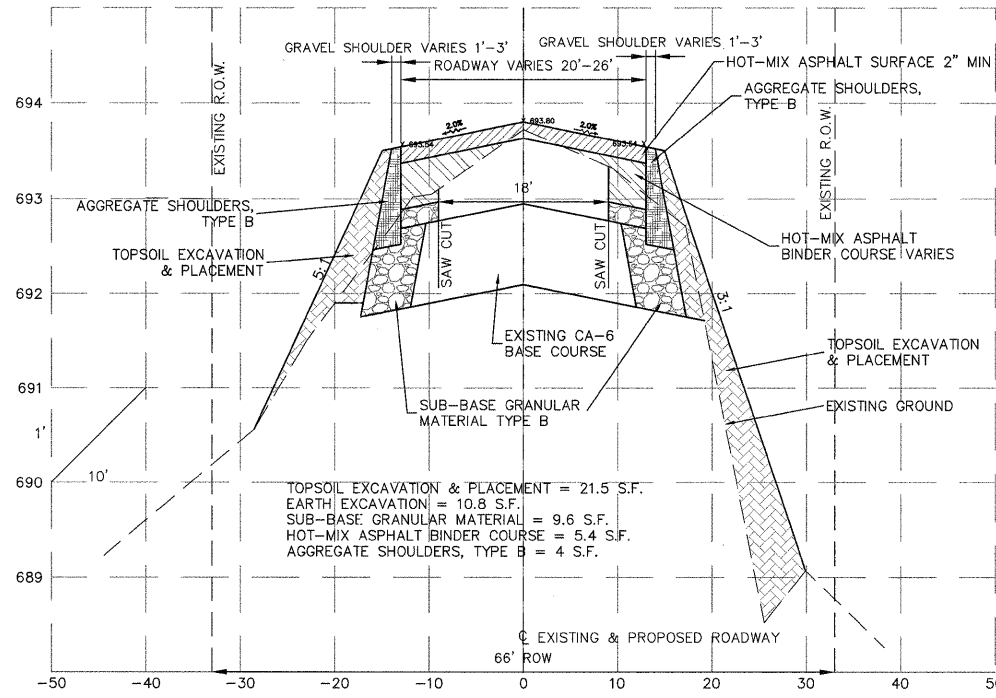 GRAVEL SHOULDER VARIES 1'-3'
GRAVEL SHOULDER VARIES 1'-3'
ROADWAY VARIES 20'-26'
HOT-MIX ASPHALT SURFACE 2" MIN
AGGREGATE SHOULDERS,
TYPE B
EXISTING R.O.W.
EXISTING R.O.W.
2.0%
693.80
2.0%
693.54
693.54
694
693
692
691
690
689
1'
10'
18'
AGGREGATE SHOULDERS,
TYPE B
TOPSOIL EXCAVATION
& PLACEMENT
5:1
SAW CUT
SAW CUT
HOT-MIX ASPHALT
BINDER COURSE VARIES
3:1
EXISTING CA-6
BASE COURSE
TOPSOIL EXCAVATION
& PLACEMENT
SUB-BASE GRANULAR
MATERIAL TYPE B
EXISTING GROUND
TOPSOIL EXCAVATION & PLACEMENT = 21.5 S.F.
EARTH EXCAVATION = 10.8 S.F.
SUB-BASE GRANULAR MATERIAL = 9.6 S.F.
HOT-MIX ASPHALT BINDER COURSE = 5.4 S.F.
AGGREGATE SHOULDERS, TYPE B = 4 S.F.
℄ EXISTING & PROPOSED ROADWAY
66' ROW
-50 -40 -30 -20 -10 0 10 20 30 40 50